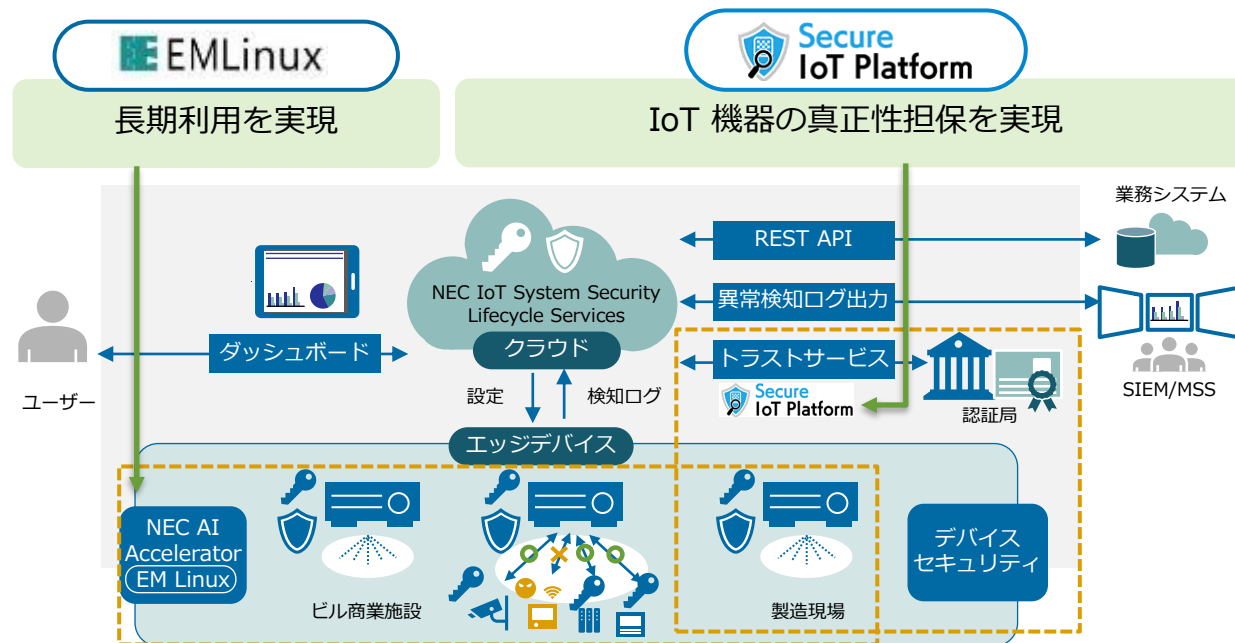 EMLinux
Secure
IoT Platform
長期利用を実現
IoT 機器の真正性担保を実現
業務システム
REST API
NEC IoT System Security
Lifecycle Services
異常検知ログ出力
クラウド
ダッシュボード
トラストサービス
ユーザー
設定
検知ログ
Secure
IoT Platform
認証局
SIEM/MSS
エッジデバイス
NEC AI
Accelerator
EM Linux
デバイス
セキュリティ
ビル商業施設
製造現場